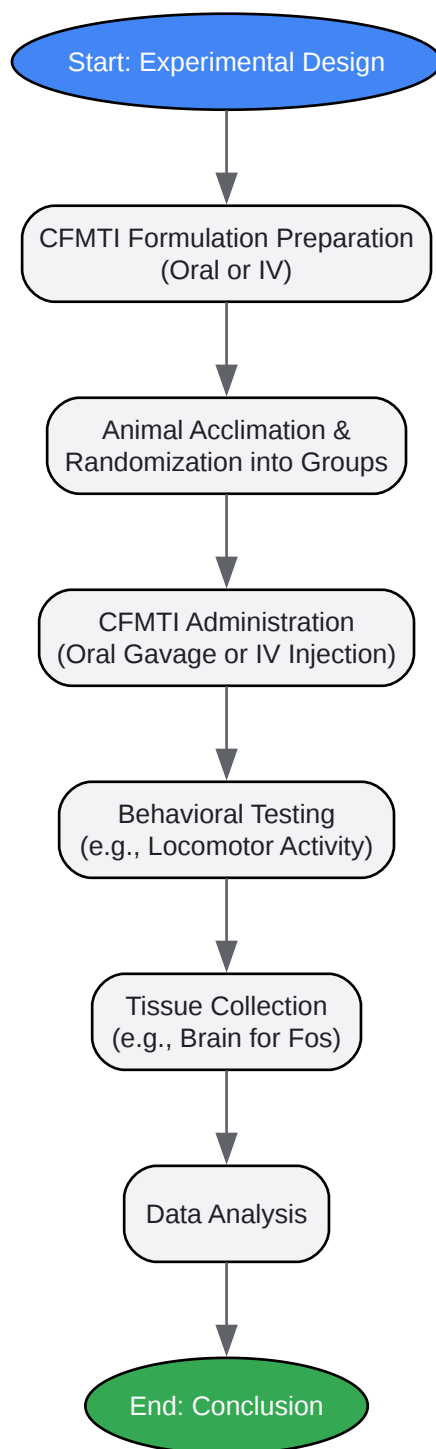 Start: Experimental Design
CFMTI Formulation Preparation
(Oral or IV)
Animal Acclimation &
Randomization into Groups
CFMTI Administration
(Oral Gavage or IV Injection)
Behavioral Testing
(e.g., Locomotor Activity)
Tissue Collection
(e.g., Brain for Fos)
Data Analysis
End: Conclusion